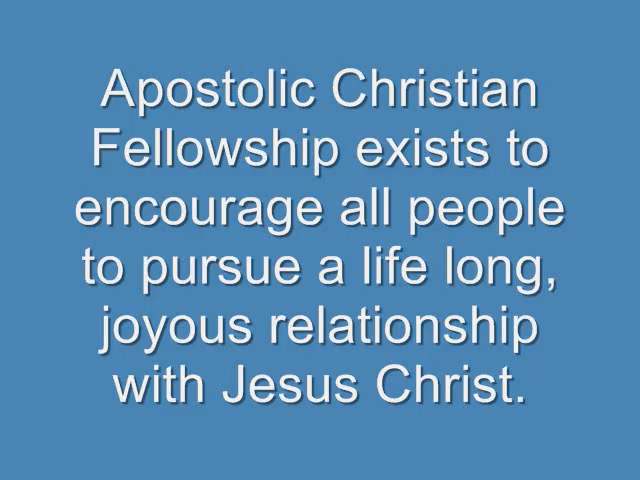 Apostolic Christian
Fellowship exists to
encourage all people
to pursue a life long,
joyous relationship
with Jesus Christ.